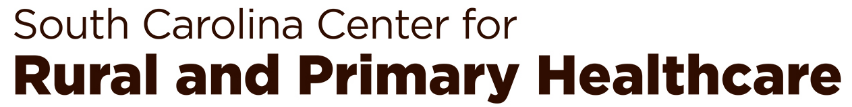 South Carolina Center for
Rural and Primary Healthcare